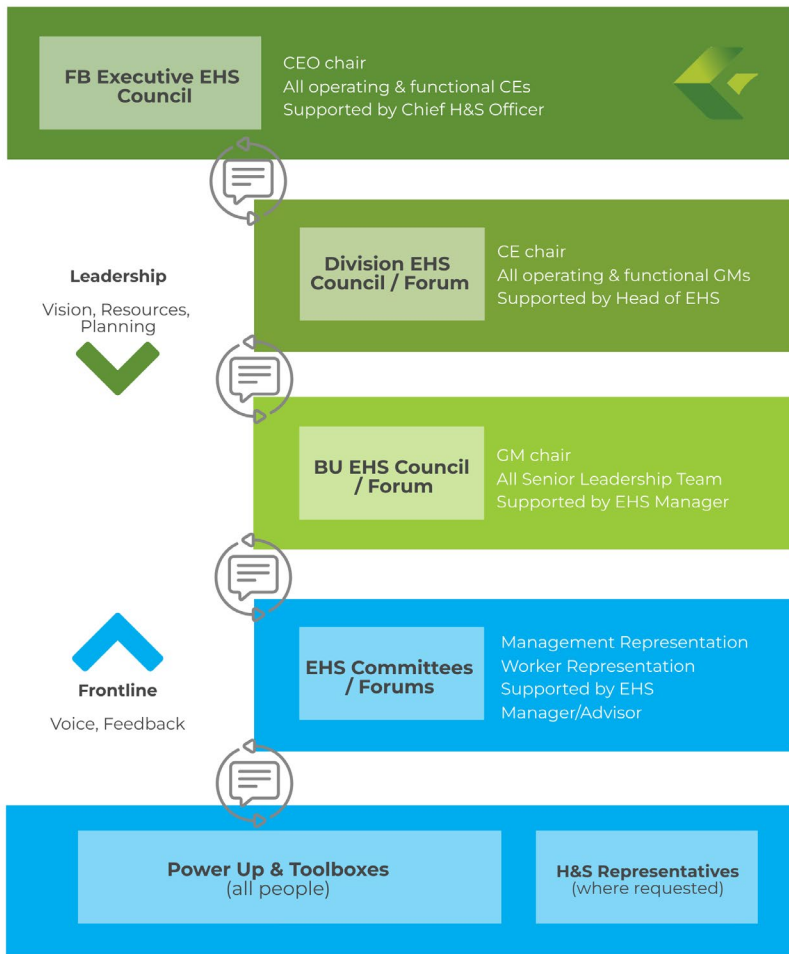 FB Executive EHS
Council
CEO chair
All operating & functional CEs
Supported by Chief H&S Officer
Division EHS
Council / Forum
CE chair
All operating & functional GMs
Supported by Head of EHS
Leadership
Vision, Resources,
Planning
BU EHS Council
/ Forum
GM chair
All Senior Leadership Team
Supported by EHS Manager
EHS Committees
/ Forums
Management Representation
Worker Representation
Supported by EHS
Manager/Advisor
Frontline
Voice, Feedback
Power Up & Toolboxes
(all people)
H&S Representatives
(where requested)